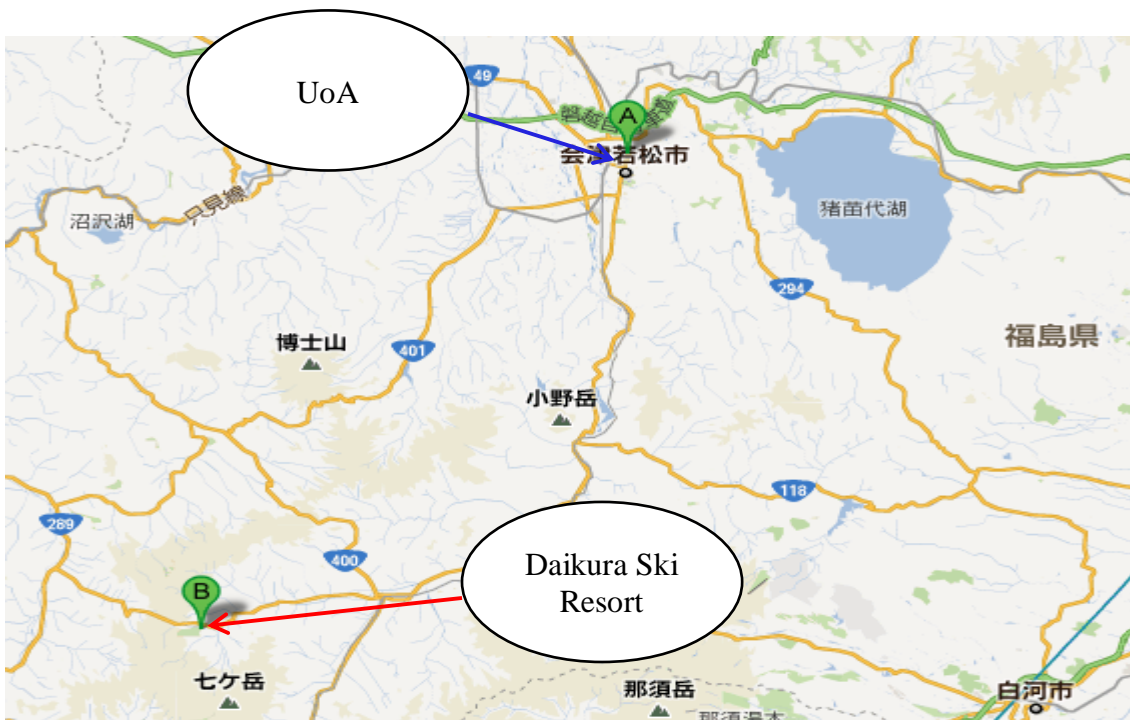 UoA
49
A
会津若松市
只見線
沼沢湖
猪苗代湖
294
福島県
博士山
401
小野岳
118
289
400
Daikura Ski
Resort
B
七ケ岳
那須岳
白河市